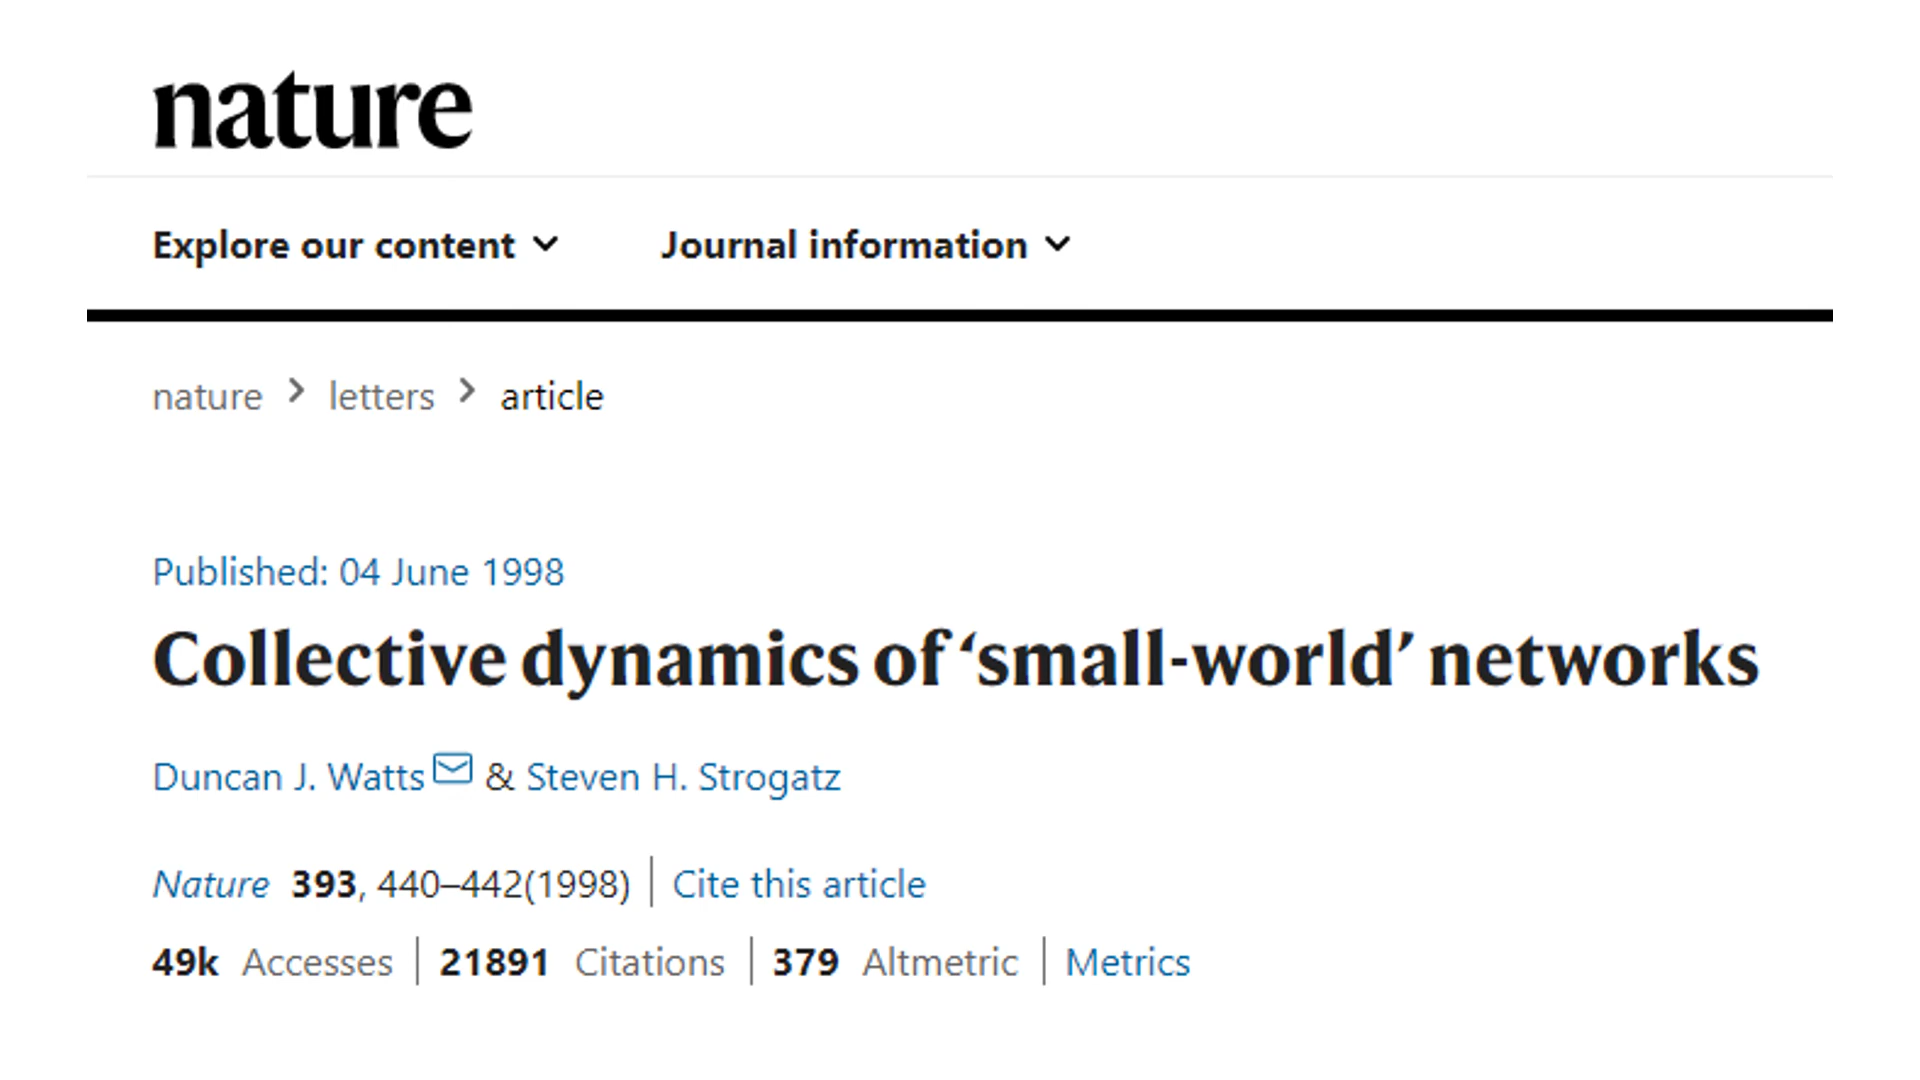 nature
Explore our content Journal information
nature > letters > article
Published: 04 June 1998
Collective dynamics of ‘small-world’ networks
Duncan J. Watts & Steven H. Strogatz
Nature 393, 440–442(1998) | Cite this article
49k Accesses | 21891 Citations | 379 Altmetric | Metrics